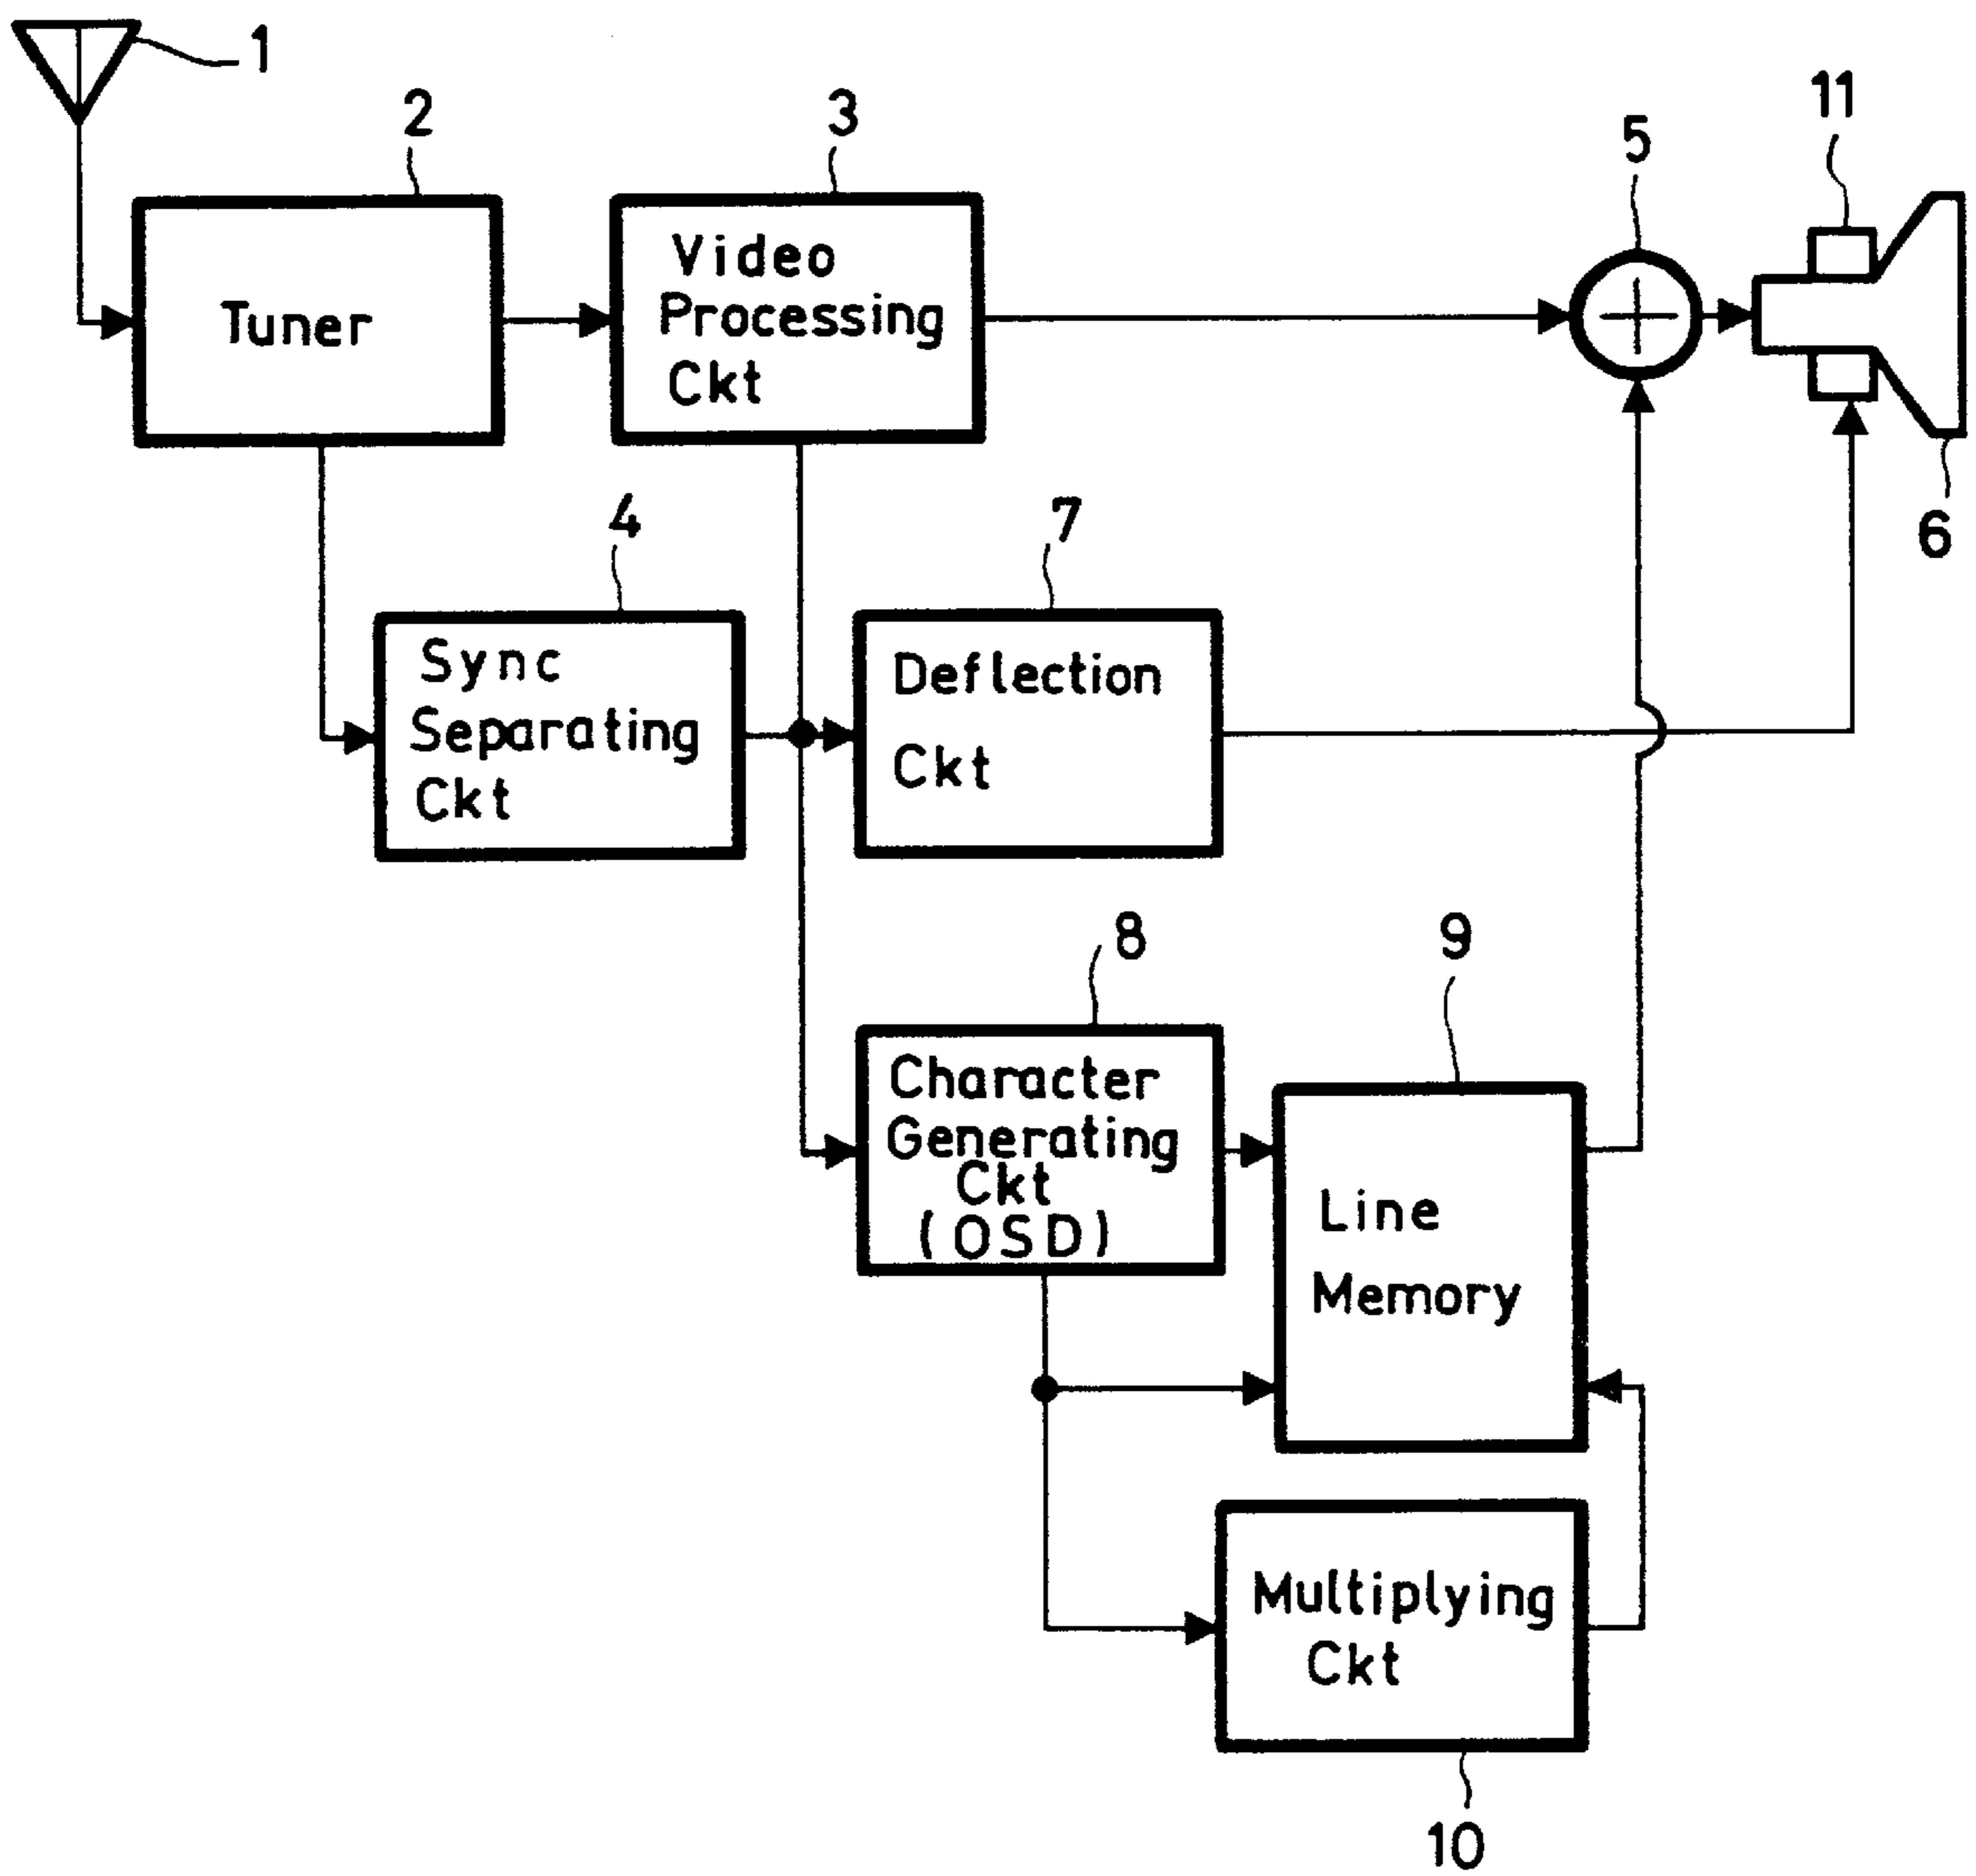 1
2
3
5
11
Tuner
Video
Processing
Ckt
4
7
6
Sync
Separating
Ckt
Deflection
Ckt
8
9
Character
Generating
Ckt
(OSD)
Line
Memory
Multiplying
Ckt
10